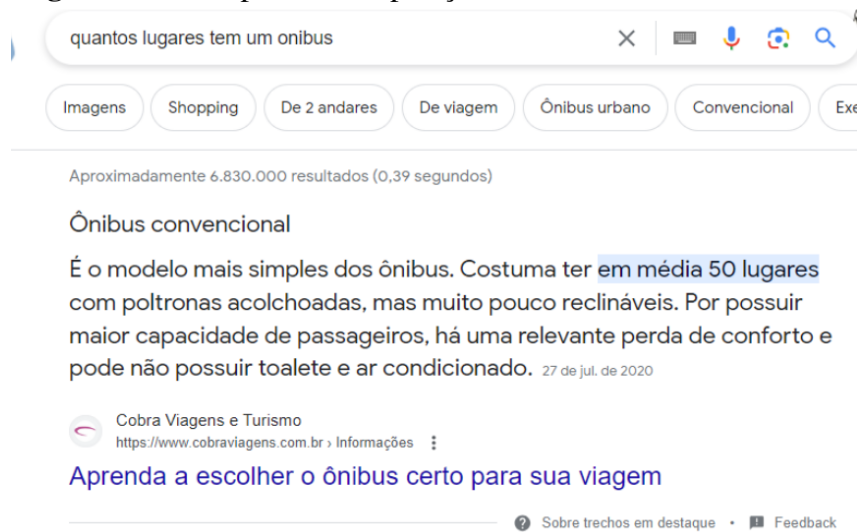 quantos lugares tem um onibus
Imagens Shopping De 2 andares De viagem Ônibus urbano Convencional Exe
Aproximadamente 6.830.000 resultados (0,39 segundos)
Ônibus convencional
É o modelo mais simples dos ônibus. Costuma ter em média 50 lugares
com poltronas acolchoadas, mas muito pouco reclináveis. Por possuir
maior capacidade de passageiros, há uma relevante perda de conforto e
pode não possuir toalete e ar condicionado. 27 de jul. de 2020
Cobra Viagens e Turismo
https://www.cobraviagens.com.br › Informações
Aprenda a escolher o ônibus certo para sua viagem
Sobre trechos em destaque • Feedback